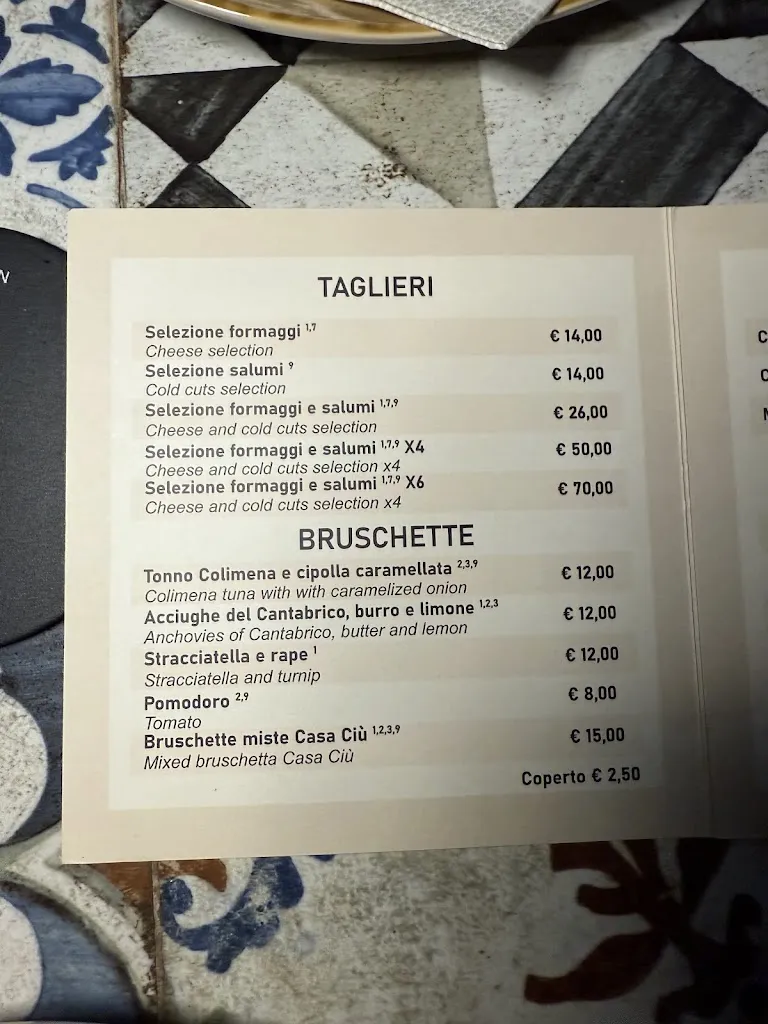 TAGLIERI
Selezione formaggi 1,7 € 14,00
Cheese selection
Selezione salumi 9 € 14,00
Cold cuts selection
Selezione formaggi e salumi 1,7,9 € 26,00
Cheese and cold cuts selection
Selezione formaggi e salumi 1,7,9 X4 € 50,00
Cheese and cold cuts selection x4
Selezione formaggi e salumi 1,7,9 X6 € 70,00
Cheese and cold cuts selection x4
BRUSCHETTE
Tonno Colimena e cipolla caramellata 2,3,9 € 12,00
Colimena tuna with with caramelized onion
Acciughe del Cantabrico, burro e limone 1,2,3 € 12,00
Anchovies of Cantabrico, butter and lemon
Stracciatella e rape 1 € 12,00
Stracciatella and turnip
Pomodoro 2,9 € 8,00
Tomato
Bruschette miste Casa Ciù 1,2,3,9 € 15,00
Mixed bruschetta Casa Ciù
Coperto € 2,50